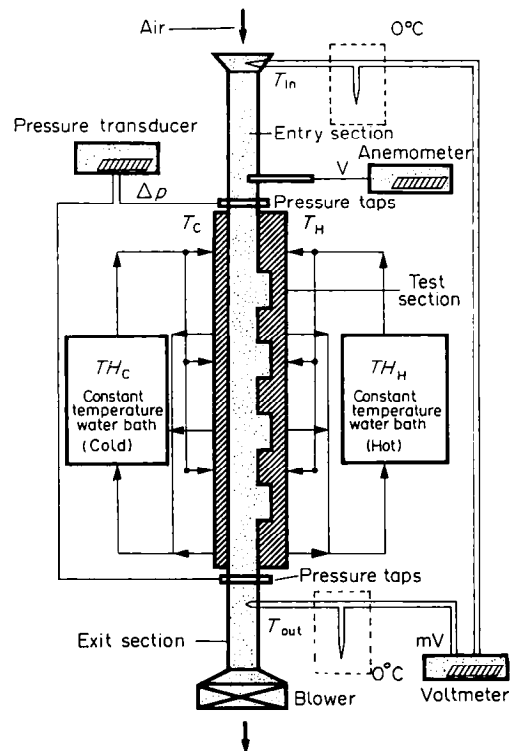 Air
0°C
T_in
Pressure transducer
Entry section
Anemometer
V
Δp
Pressure taps
T_C
T_H
Test
section
TH_C
Constant
temperature
water bath
(Cold)
TH_H
Constant
temperature
water bath
(Hot)
Pressure taps
T_out
Exit section
mV
0°C
Blower
Voltmeter